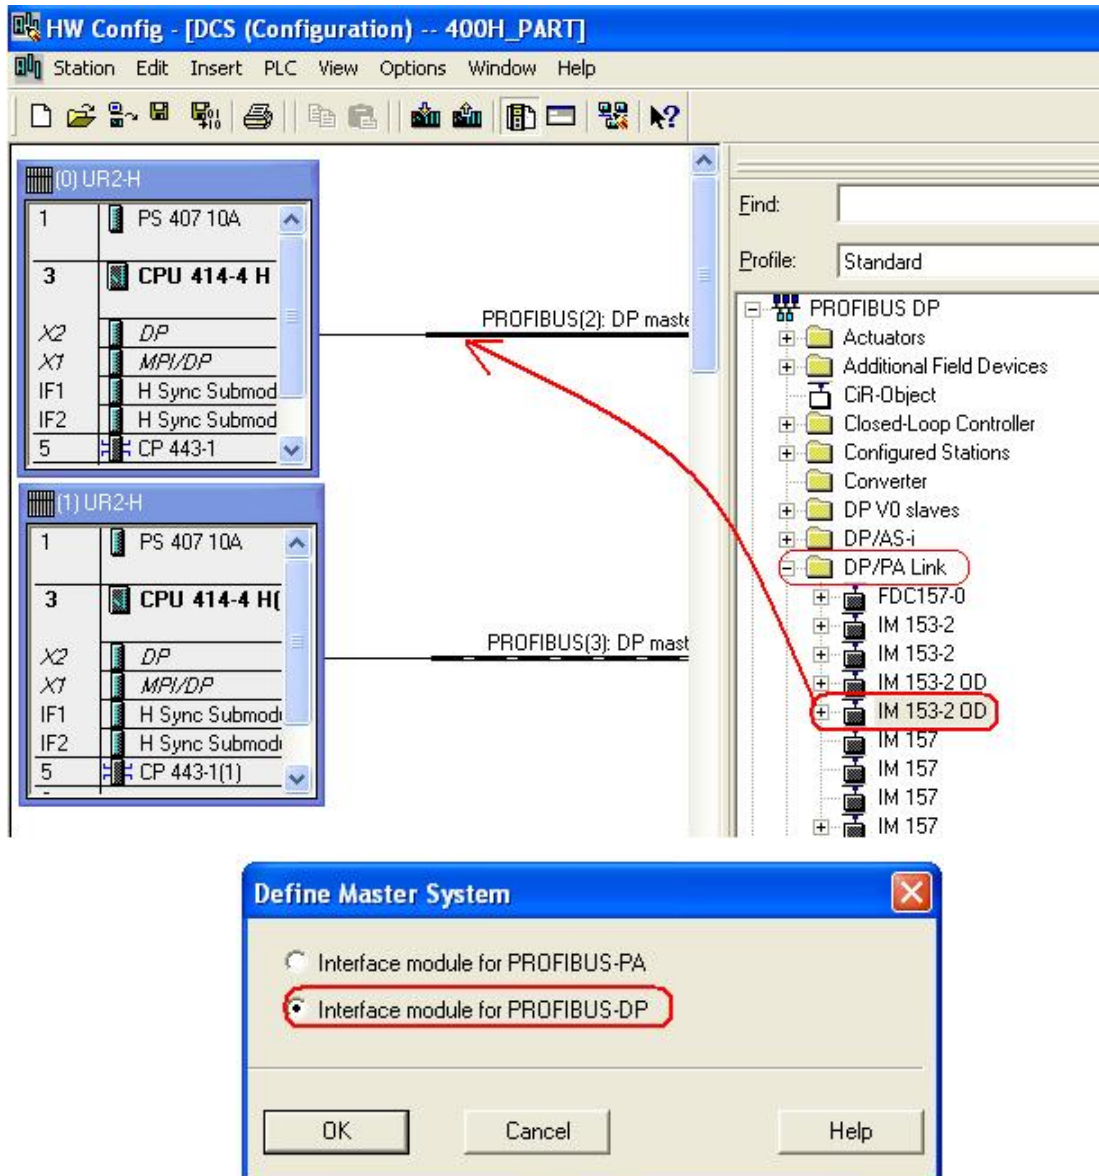 HW Config - [DCS (Configuration) -- 400H_PART]
Station Edit Insert PLC View Options Window Help
(0) UR2-H
1 PS 407 10A
3 CPU 414-4 H
X2 DP
X1 MPI/DP
IF1 H Sync Submod
IF2 H Sync Submod
5 CP 443-1
PROFIBUS(2): DP maste
(1) UR2-H
1 PS 407 10A
3 CPU 414-4 H(
X2 DP
X1 MPI/DP
IF1 H Sync Submodu
IF2 H Sync Submodu
5 CP 443-1(1)
PROFIBUS(3): DP mast
Find:
Profile: Standard
PROFIBUS DP
Actuators
Additional Field Devices
CiR-Object
Closed-Loop Controller
Configured Stations
Converter
DP V0 slaves
DP/AS-i
DP/PA Link
FDC157-0
IM 153-2
IM 153-2
IM 153-2 OD
IM 153-2 OD
IM 157
IM 157
IM 157
IM 157
Define Master System
Interface module for PROFIBUS-PA
Interface module for PROFIBUS-DP
OK Cancel Help